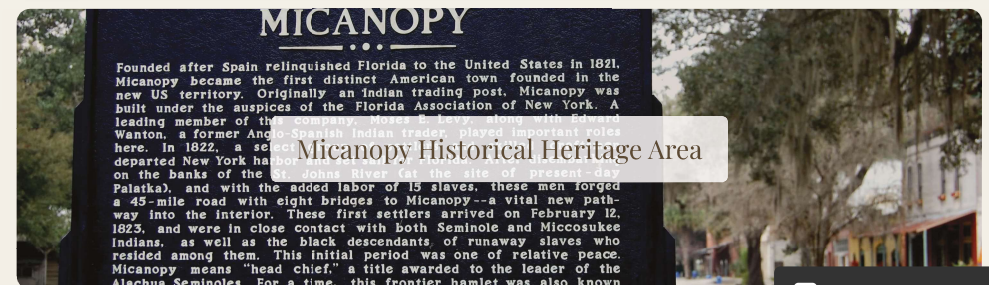 MICANOPY
Founded after Spain relinquished Florida to the United States in 1821,
Micanopy became the first distinct American town founded in the
new US territory. Originally an Indian trading post, Micanopy was
built under the auspices of the Florida Association of New York. A
leading member of this company, Moses E. Levy, along with Edward
Wanton, a former Anglo-Spanish Indian trader, played important roles
here. In 1822, a select
Micanopy Historical Heritage Area
departed New York harbor and set sail for Florida. After
on the banks of the St. Johns River (at the site of present-day
Palatka), and with the added labor of 15 slaves, these men forged
a 45-mile road with eight bridges to Micanopy--a vital new path-
way into the interior. These first settlers arrived on February 12,
1823, and were in close contact with both Seminole and Miccosukee
Indians, as well as the black descendants of runaway slaves who
resided among them. This initial period was one of relative peace.
Micanopy means "head chief," a title awarded to the leader of the
Alachua Seminoles. For a time, this frontier hamlet was also known